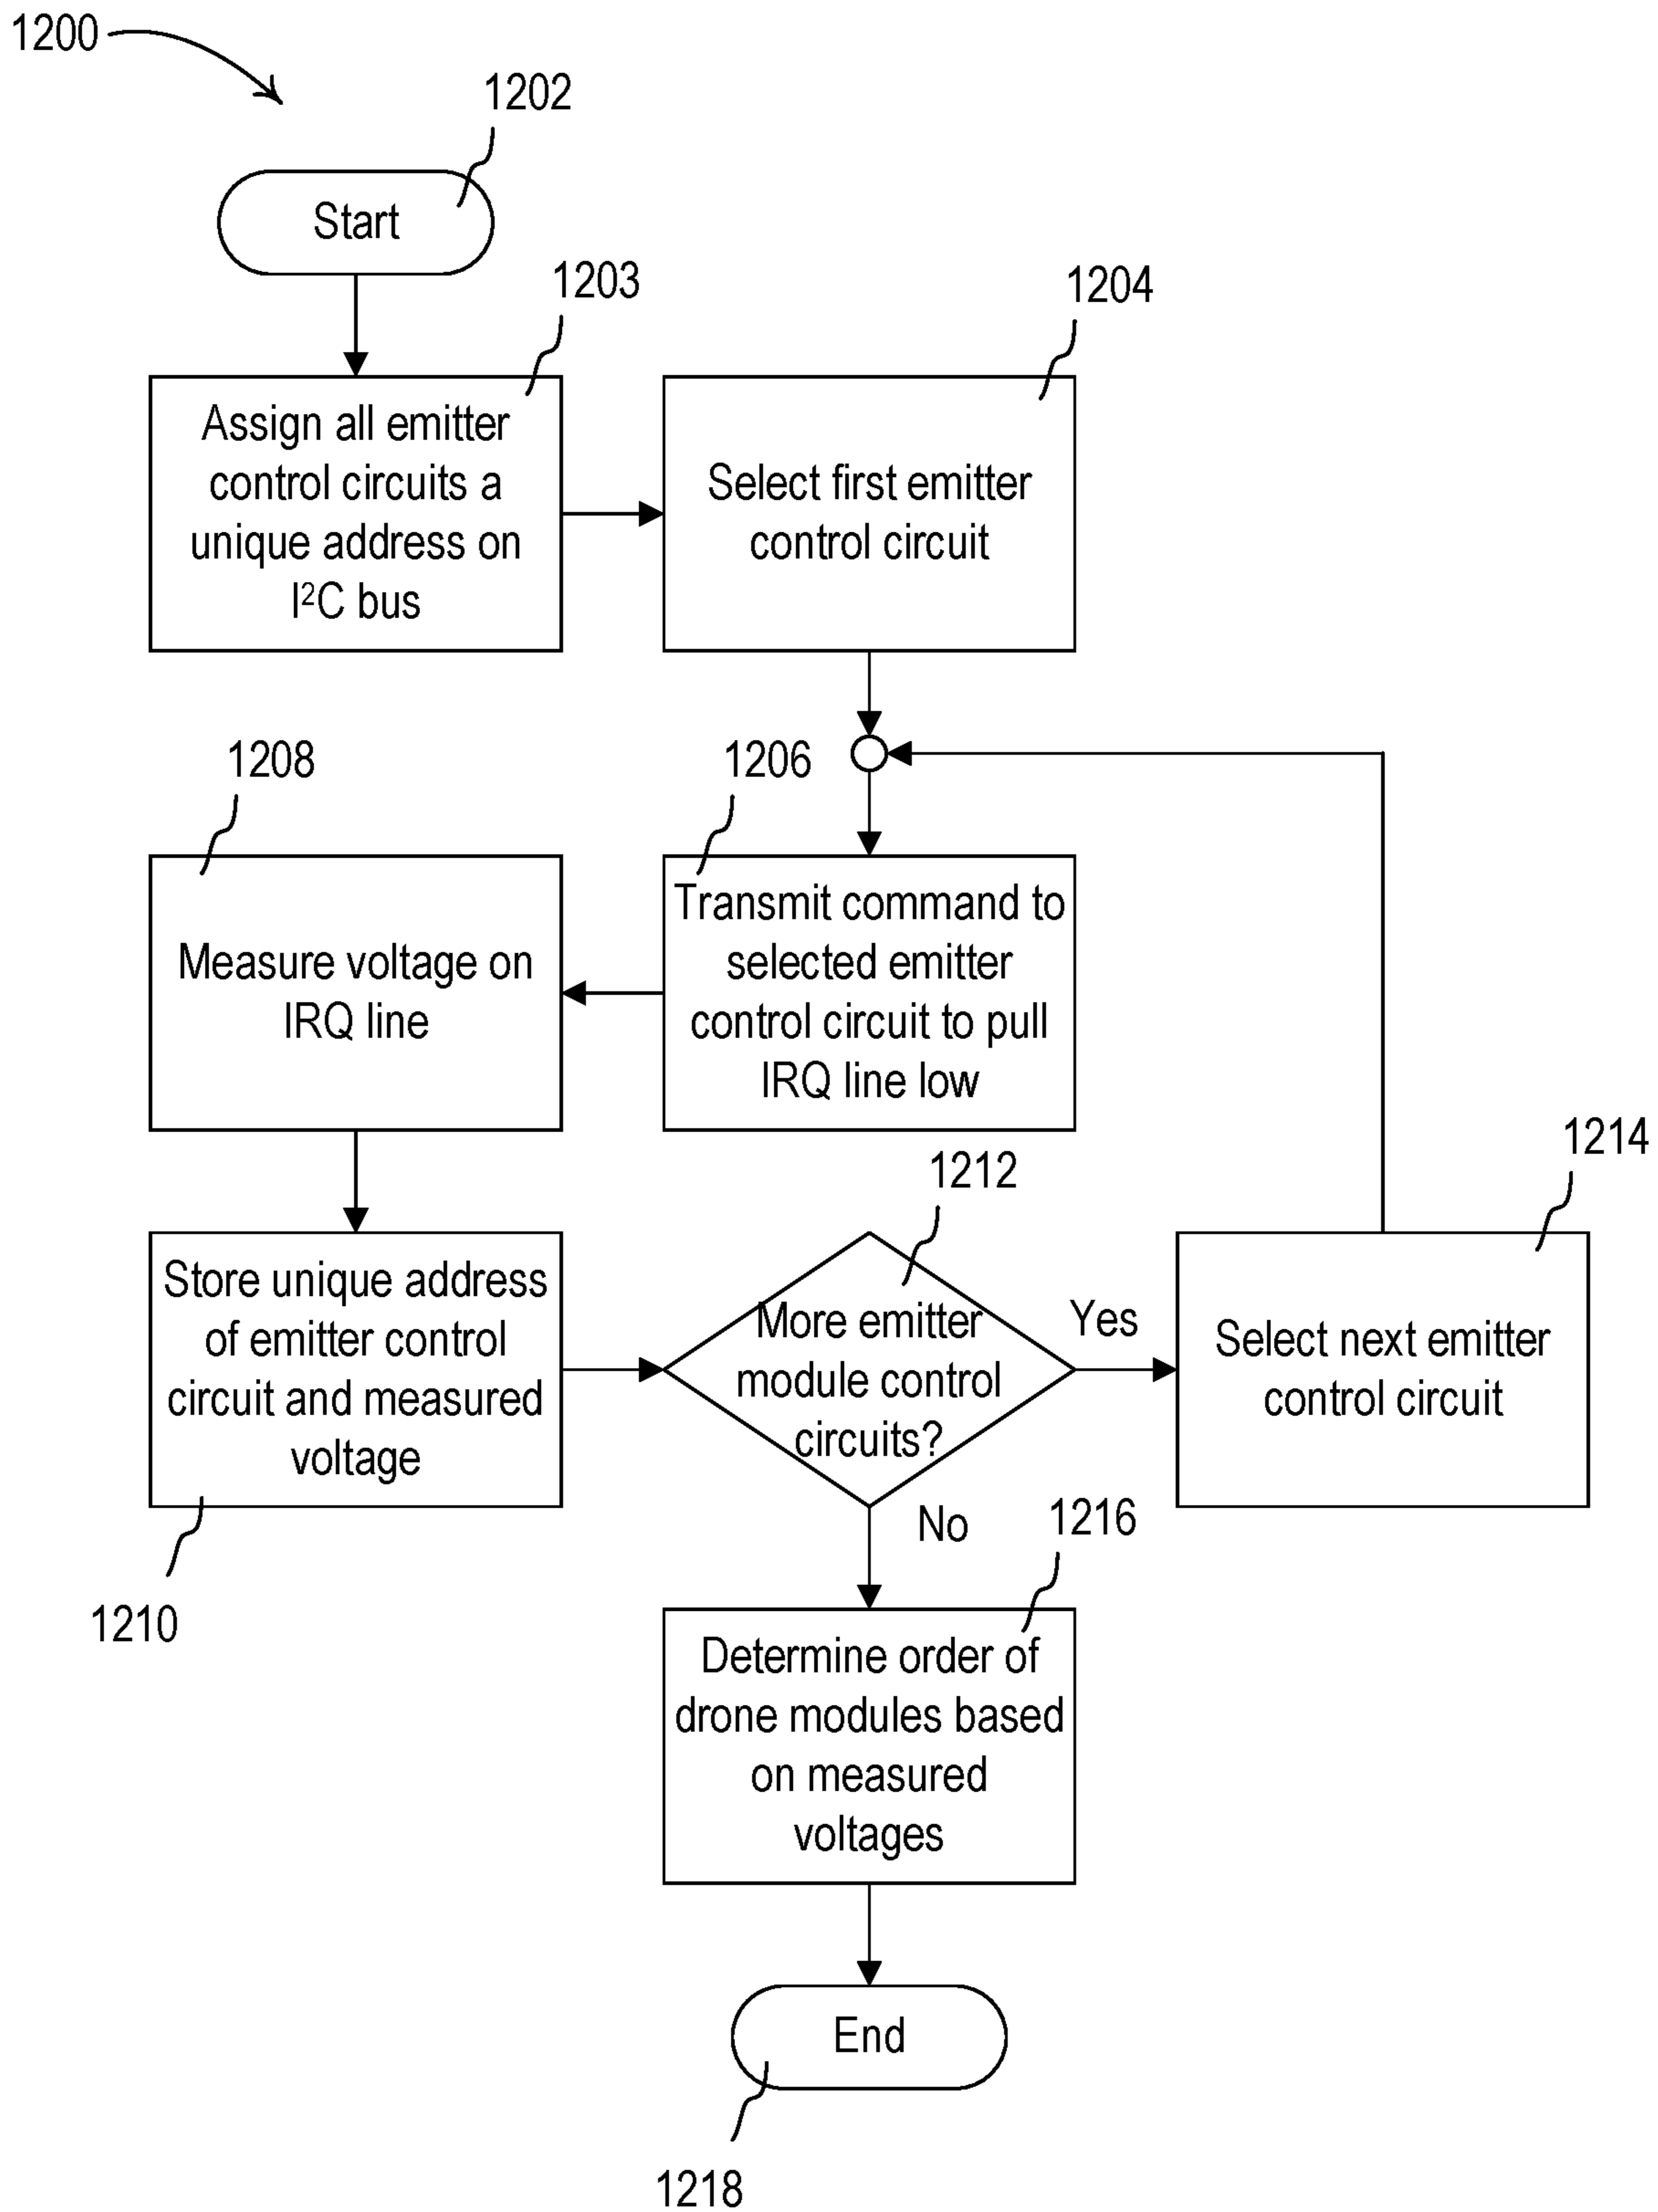 1200
1202
Start
1203
Assign all emitter
control circuits a
unique address on
I²C bus
1204
Select first emitter
control circuit
1206
Transmit command to
selected emitter
control circuit to pull
IRQ line low
1208
Measure voltage on
IRQ line
Store unique address
of emitter control
circuit and measured
voltage
1210
1212
More emitter
module control
circuits?
Yes
1214
Select next emitter
control circuit
No
1216
Determine order of
drone modules based
on measured
voltages
End
1218